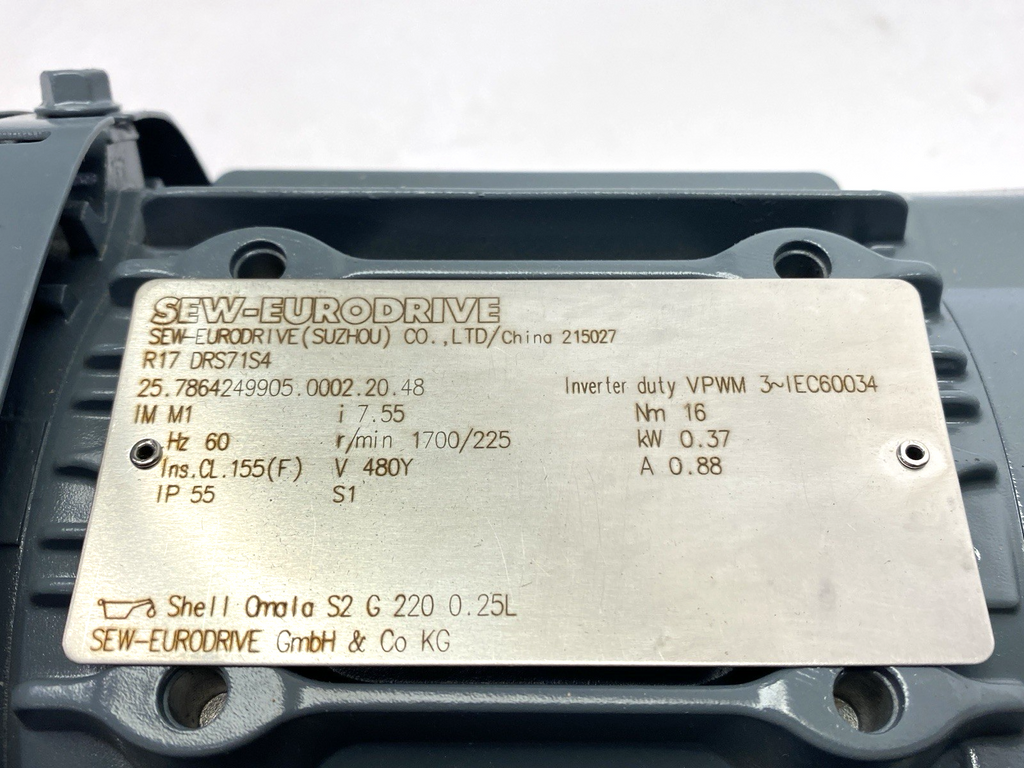 SEW-EURODRIVE
SEW-EURODRIVE(SUZHOU) CO.,LTD/China 215027
R17 DRS71S4
25.7864249905.0002.20.48 Inverter duty VPWM 3~IEC60034
IM M1 i 7.55 Nm 16
Hz 60 r/min 1700/225 kW 0.37
Ins.CL.155(F) V 480Y A 0.88
IP 55 S1
Shell Omala S2 G 220 0.25L
SEW-EURODRIVE GmbH & Co KG